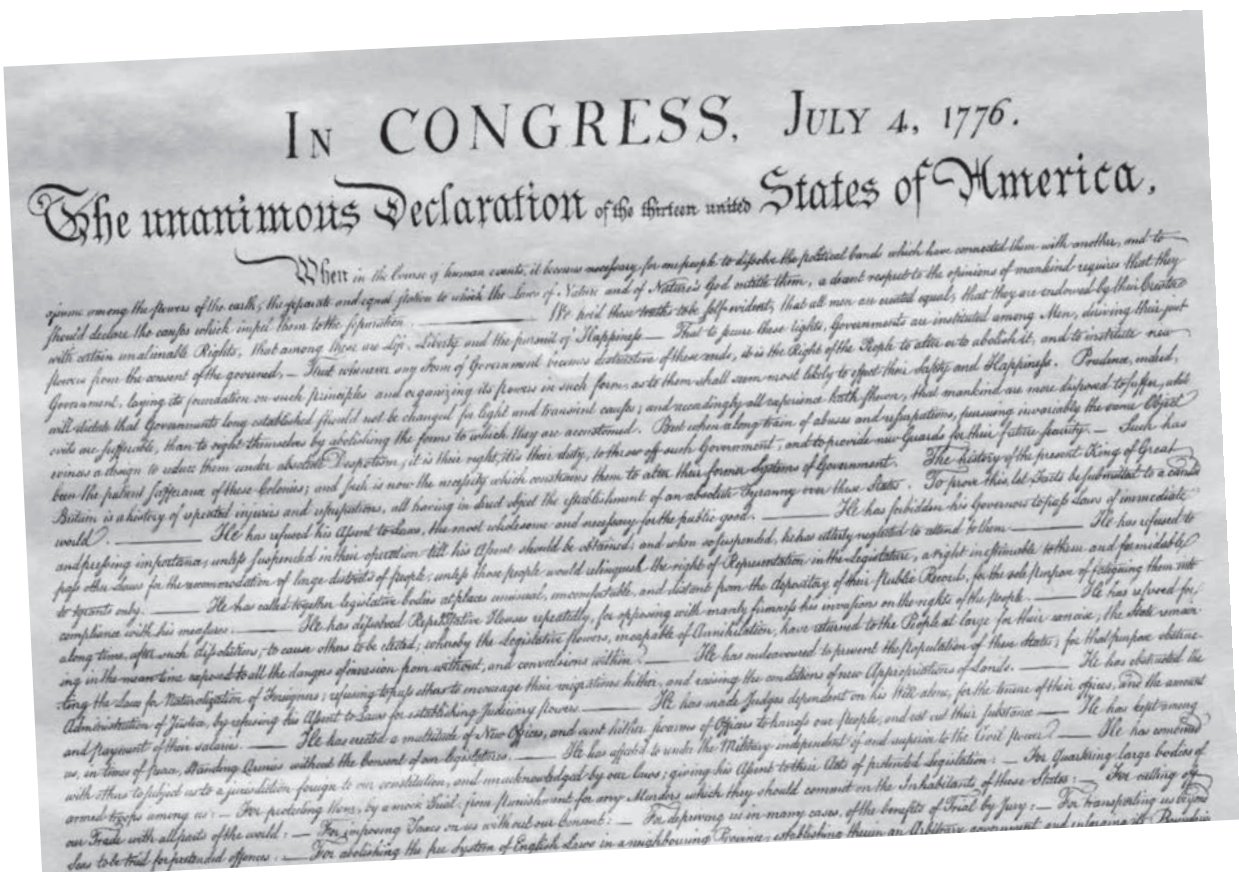 IN CONGRESS, JULY 4, 1776.
The unanimous Declaration of the thirteen united States of America,
When in the Course of human events, it becomes necessary for one people to dissolve the political bands which have connected them with another, and to
assume among the powers of the earth, the separate and equal station to which the Laws of Nature and of Nature's God entitle them, a decent respect to the opinions of mankind requires that they
should declare the causes which impel them to the separation. ——— We hold these truths to be self-evident, that all men are created equal, that they are endowed by their Creator
with certain unalienable Rights, that among these are Life, Liberty and the pursuit of Happiness — That to secure these rights, Governments are instituted among Men, deriving their just
powers from the consent of the governed, — That whenever any Form of Government becomes destructive of these ends, it is the Right of the People to alter or to abolish it, and to institute new
Government, laying its foundation on such principles and organizing its powers in such form, as to them shall seem most likely to effect their Safety and Happiness. Prudence, indeed,
will dictate that Governments long established should not be changed for light and transient causes; and accordingly all experience hath shewn, that mankind are more disposed to suffer, while
evils are sufferable, than to right themselves by abolishing the forms to which they are accustomed. But when a long train of abuses and usurpations, pursuing invariably the same Object
evinces a design to reduce them under absolute Despotism, it is their right, it is their duty, to throw off such Government, and to provide new Guards for their future security. — Such has
been the patient sufferance of these Colonies; and such is now the necessity which constrains them to alter their former Systems of Government. The history of the present King of Great
Britain is a history of repeated injuries and usurpations, all having in direct object the establishment of an absolute Tyranny over these States. To prove this, let Facts be submitted to a candid
world. ——— He has refused his Assent to Laws, the most wholesome and necessary for the public good. ——— He has forbidden his Governors to pass Laws of immediate
and pressing importance, unless suspended in their operation till his Assent should be obtained; and when so suspended, he has utterly neglected to attend to them. ——— He has refused to
pass other Laws for the accommodation of large districts of people, unless those people would relinquish the right of Representation in the Legislature, a right inestimable to them and formidable
to tyrants only. ——— He has called together legislative bodies at places unusual, uncomfortable, and distant from the depository of their Public Records, for the sole purpose of fatiguing them into
compliance with his measures. ——— He has dissolved Representative Houses repeatedly, for opposing with manly firmness his invasions on the rights of the people. ——— He has refused for
a long time, after such dissolutions, to cause others to be elected; whereby the Legislative powers, incapable of Annihilation, have returned to the People at large for their exercise; the State remain-
ing in the mean time exposed to all the dangers of invasion from without, and convulsions within. ——— He has endeavoured to prevent the population of these States; for that purpose obstruc-
ting the Laws for Naturalization of Foreigners; refusing to pass others to encourage their migrations hither, and raising the conditions of new Appropriations of Lands. ——— He has obstructed the
Administration of Justice, by refusing his Assent to Laws for establishing Judiciary powers. ——— He has made Judges dependent on his Will alone, for the tenure of their offices, and the amount
and payment of their salaries. ——— He has erected a multitude of New Offices, and sent hither swarms of Officers to harrass our people, and eat out their substance. ——— He has kept among
us, in times of peace, Standing Armies without the Consent of our legislatures. ——— He has affected to render the Military independent of and superior to the Civil power. ——— He has combined
with others to subject us to a jurisdiction foreign to our constitution, and unacknowledged by our laws; giving his Assent to their Acts of pretended Legislation: — For Quartering large bodies of
armed troops among us: — For protecting them, by a mock Trial, from punishment for any Murders which they should commit on the Inhabitants of these States: — For cutting off
our Trade with all parts of the world: — For imposing Taxes on us without our Consent: — For depriving us in many cases, of the benefits of Trial by Jury: — For transporting us beyond
Seas to be tried for pretended offences. — For abolishing the free System of English Laws in a neighbouring Province, establishing therein an Arbitrary government, and enlarging its